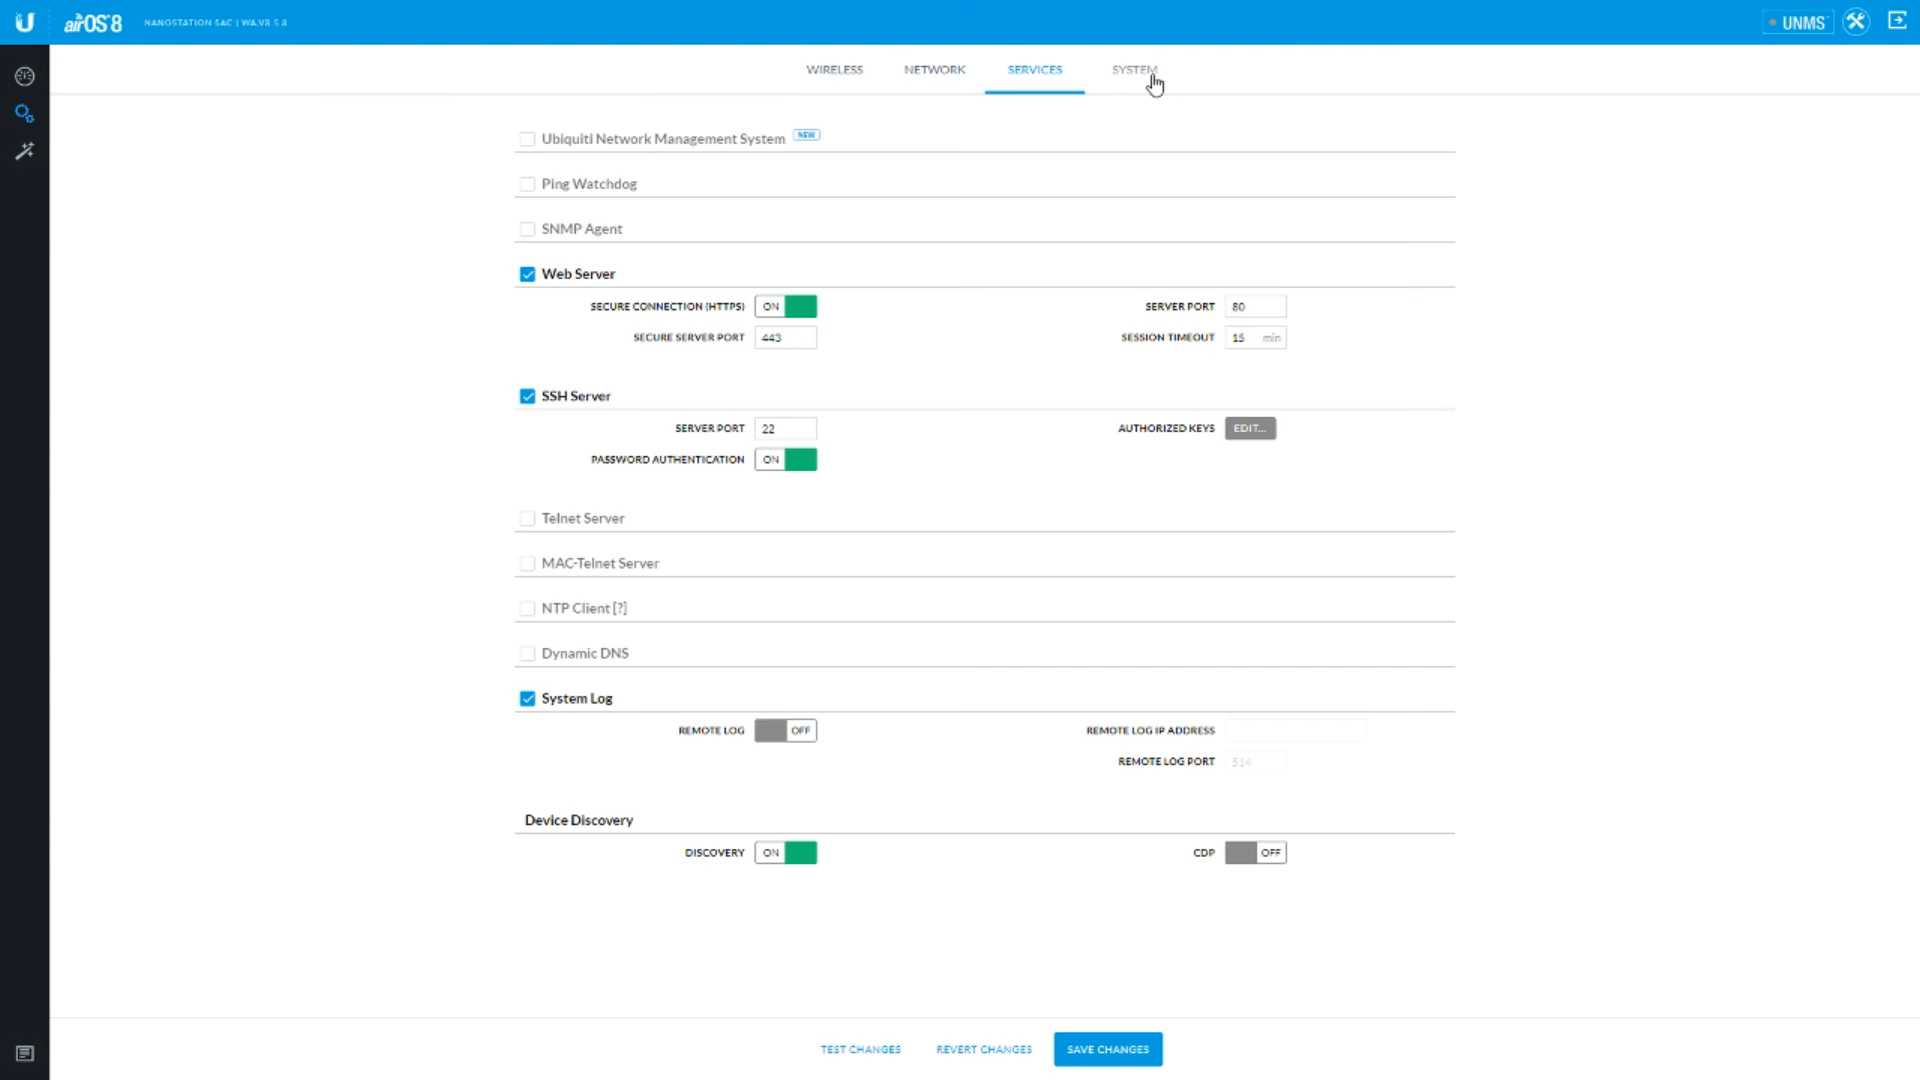 airOS 8 NANOSTATION 5AC | WA.V8.5.8 UNMS
WIRELESS NETWORK SERVICES SYSTEM
Ubiquiti Network Management System NEW
Ping Watchdog
SNMP Agent
Web Server
SECURE CONNECTION (HTTPS) ON SERVER PORT 80
SECURE SERVER PORT 443 SESSION TIMEOUT 15 min
SSH Server
SERVER PORT 22 AUTHORIZED KEYS EDIT...
PASSWORD AUTHENTICATION ON
Telnet Server
MAC-Telnet Server
NTP Client [?]
Dynamic DNS
System Log
REMOTE LOG OFF REMOTE LOG IP ADDRESS
REMOTE LOG PORT 514
Device Discovery
DISCOVERY ON CDP OFF
TEST CHANGES REVERT CHANGES SAVE CHANGES